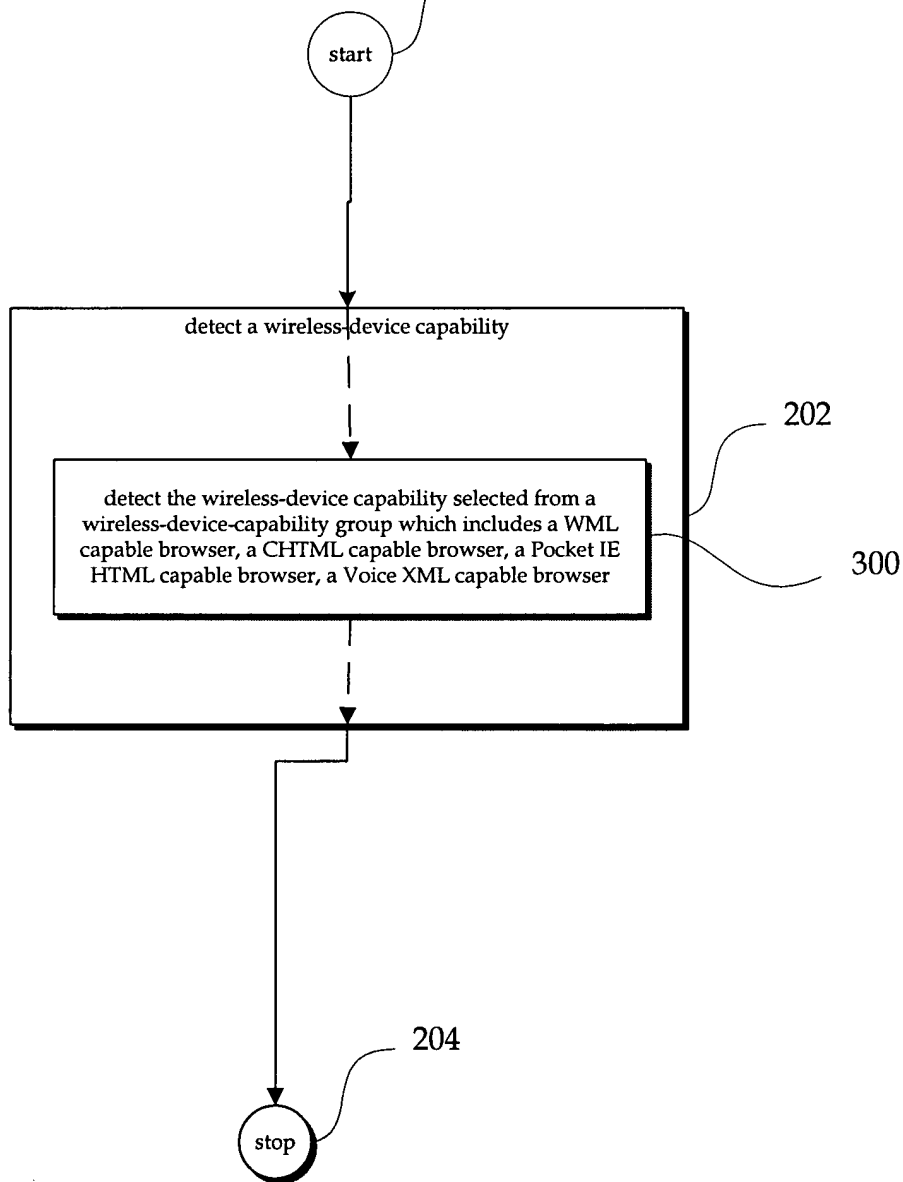 start
detect a wireless-device capability
202
detect the wireless-device capability selected from a
wireless-device-capability group which includes a WML
capable browser, a CHTML capable browser, a Pocket IE
HTML capable browser, a Voice XML capable browser
300
204
stop